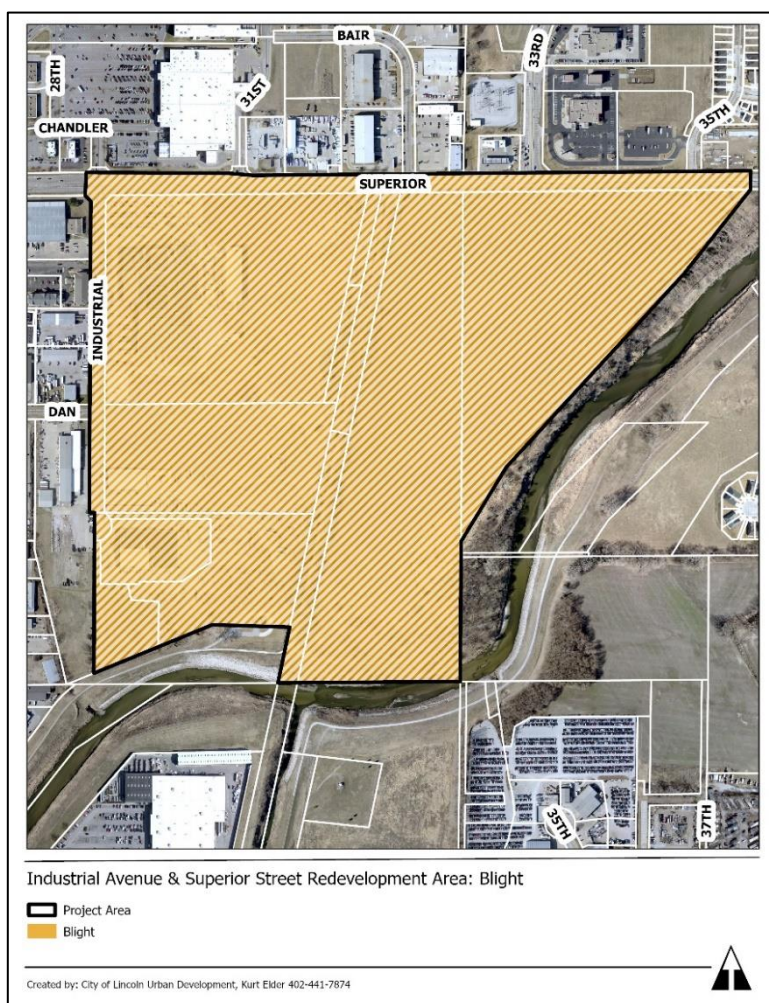 BAIR
33RD
28TH
31ST
35TH
CHANDLER
SUPERIOR
INDUSTRIAL
DAN
35TH
37TH
Industrial Avenue & Superior Street Redevelopment Area: Blight
Project Area
Blight
Created by: City of Lincoln Urban Development, Kurt Elder 402-441-7874